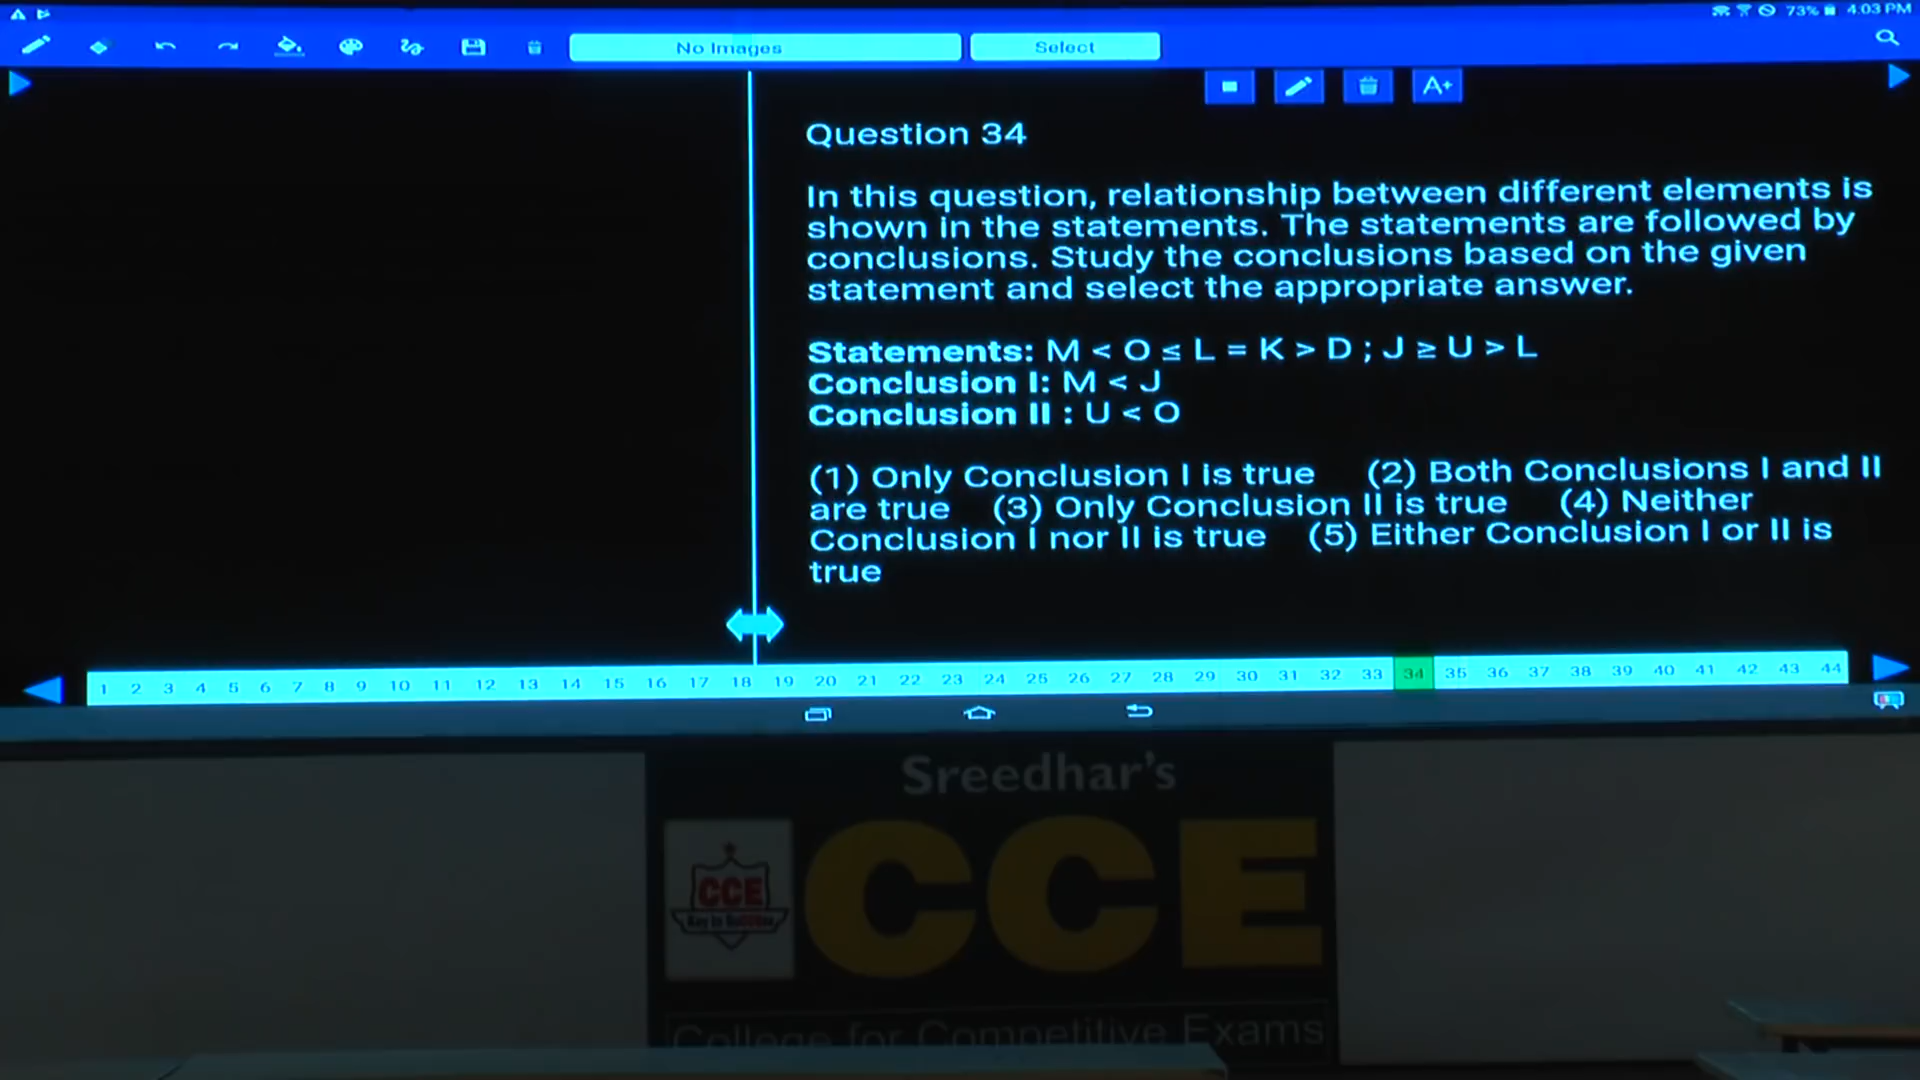 73% 4:03 PM
No Images Select
A+
Question 34
In this question, relationship between different elements is
shown in the statements. The statements are followed by
conclusions. Study the conclusions based on the given
statement and select the appropriate answer.
Statements: M < O ≤ L = K > D ; J ≥ U > L
Conclusion I: M < J
Conclusion II : U < O
(1) Only Conclusion I is true (2) Both Conclusions I and II
are true (3) Only Conclusion II is true (4) Neither
Conclusion I nor II is true (5) Either Conclusion I or II is
true
1 2 3 4 5 6 7 8 9 10 11 12 13 14 15 16 17 18 19 20 21 22 23 24 25 26 27 28 29 30 31 32 33 34 35 36 37 38 39 40 41 42 43 44
Sreedhar's
CCE
CCE
College for Competitive Exams